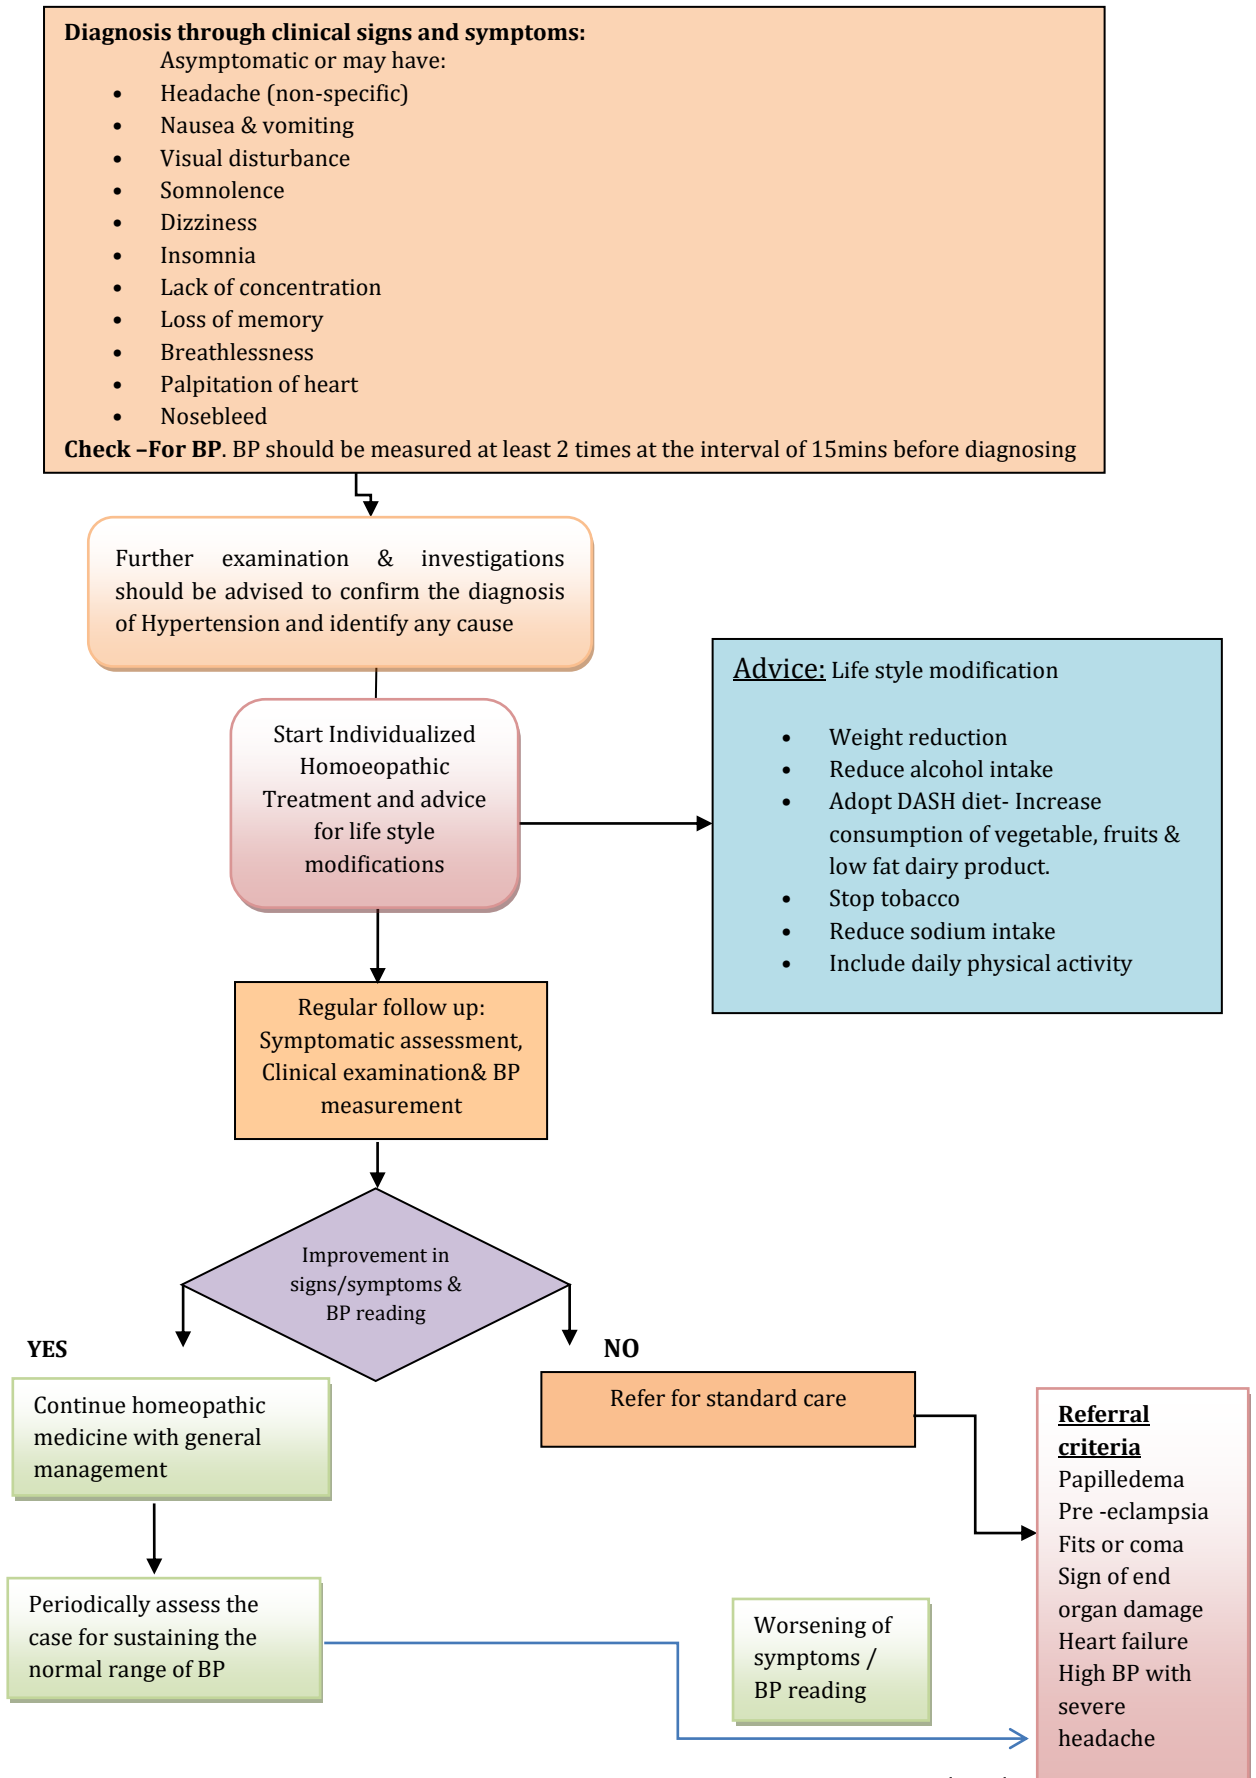 Diagnosis through clinical signs and symptoms:
Asymptomatic or may have:
• Headache (non-specific)
• Nausea & vomiting
• Visual disturbance
• Somnolence
• Dizziness
• Insomnia
• Lack of concentration
• Loss of memory
• Breathlessness
• Palpitation of heart
• Nosebleed
Check –For BP. BP should be measured at least 2 times at the interval of 15mins before diagnosing
Further examination & investigations
should be advised to confirm the diagnosis
of Hypertension and identify any cause
Start Individualized
Homoeopathic
Treatment and advice
for life style
modifications
Advice: Life style modification
• Weight reduction
• Reduce alcohol intake
• Adopt DASH diet- Increase
consumption of vegetable, fruits &
low fat dairy product.
• Stop tobacco
• Reduce sodium intake
• Include daily physical activity
Regular follow up:
Symptomatic assessment,
Clinical examination& BP
measurement
Improvement in
signs/symptoms &
BP reading
YES
NO
Continue homeopathic
medicine with general
management
Refer for standard care
Periodically assess the
case for sustaining the
normal range of BP
Worsening of
symptoms /
BP reading
Referral
criteria
Papilledema
Pre -eclampsia
Fits or coma
Sign of end
organ damage
Heart failure
High BP with
severe
headache